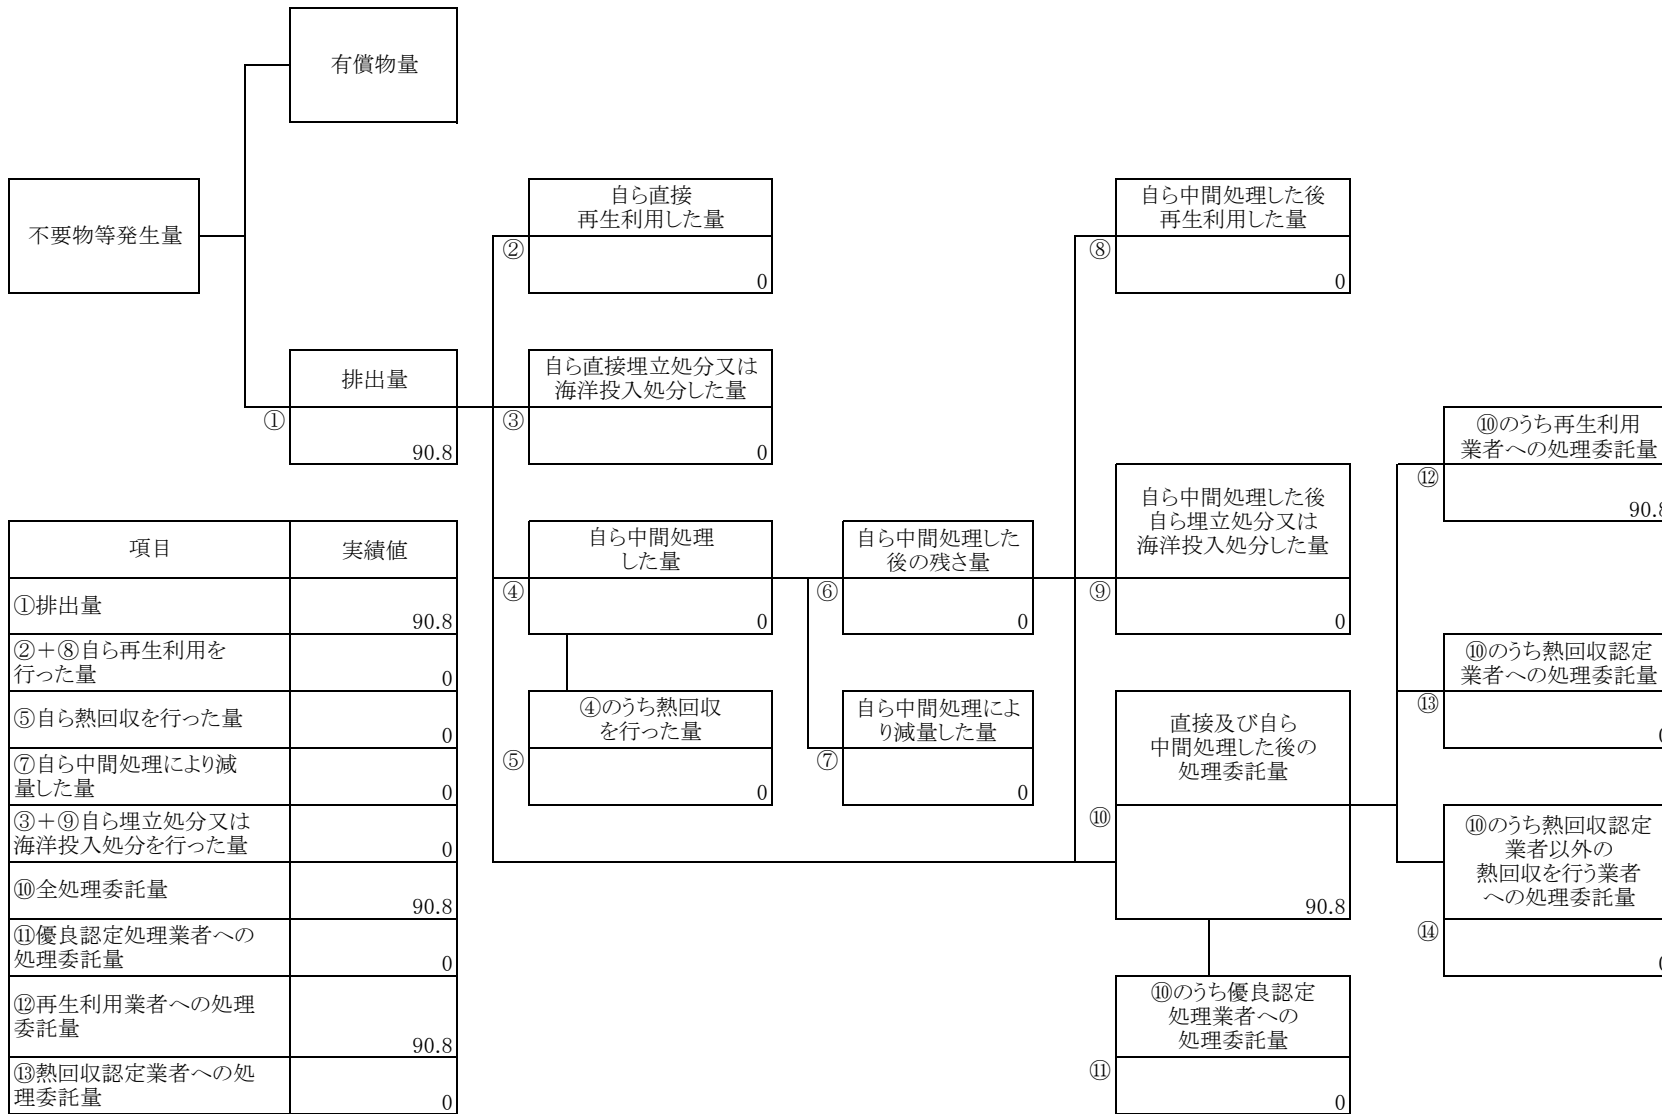 有償物量
不要物等発生量
自ら直接
再生利用した量
②
0
自ら中間処理した後
再生利用した量
⑧
0
排出量
①
90.8
自ら直接埋立処分又は
海洋投入処分した量
③
0
⑩のうち再生利用
業者への処理委託量
⑫
90.8
自ら中間処理した後
自ら埋立処分又は
海洋投入処分した量
⑨
0
自ら中間処理
した量
④
0
自ら中間処理した
後の残さ量
⑥
0
⑩のうち熱回収認定
業者への処理委託量
⑬
0
④のうち熱回収
を行った量
⑤
0
自ら中間処理によ
り減量した量
⑦
0
直接及び自ら
中間処理した後の
処理委託量
⑩
90.8
⑩のうち熱回収認定
業者以外の
熱回収を行う業者
への処理委託量
⑭
0
⑩のうち優良認定
処理業者への
処理委託量
⑪
0
項目 実績値
①排出量 90.8
②+⑧自ら再生利用を
行った量 0
⑤自ら熱回収を行った量 0
⑦自ら中間処理により減
量した量 0
③+⑨自ら埋立処分又は
海洋投入処分を行った量 0
⑩全処理委託量 90.8
⑪優良認定処理業者への
処理委託量 0
⑫再生利用業者への処理
委託量 90.8
⑬熱回収認定業者への処
理委託量 0